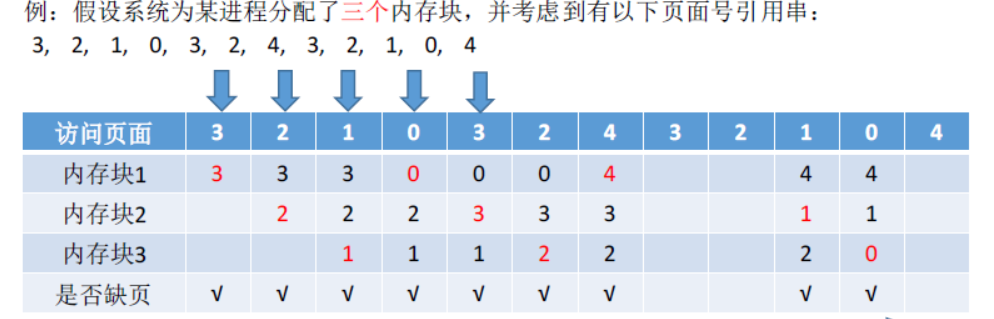 例：假设系统为某进程分配了三个内存块，并考虑到有以下页面号引用串：
3, 2, 1, 0, 3, 2, 4, 3, 2, 1, 0, 4
访问页面 3 2 1 0 3 2 4 3 2 1 0 4
内存块1 3 3 3 0 0 0 4 4 4
内存块2 2 2 2 3 3 3 1 1
内存块3 1 1 1 2 2 2 0
是否缺页 √ √ √ √ √ √ √ √ √